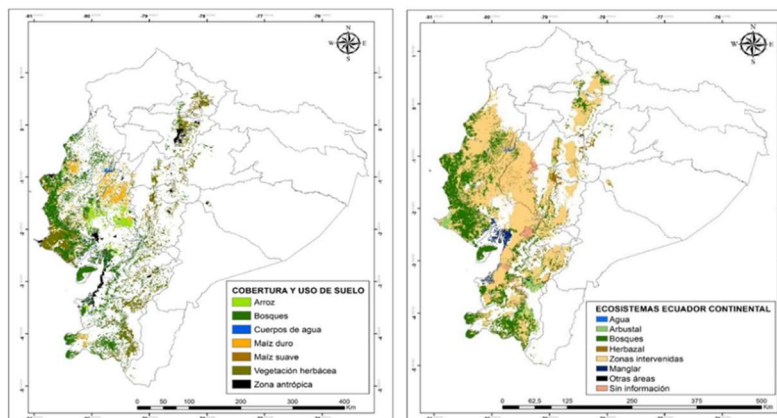 N
W E
S
COBERTURA Y USO DE SUELO
Arroz
Bosques
Cuerpos de agua
Maíz duro
Maíz suave
Vegetación herbácea
Zona antrópica
0 50 100 200 300 400
Km
N
W E
S
ECOSISTEMAS ECUADOR CONTINENTAL
Agua
Arbustal
Bosques
Herbazal
Zonas intervenidas
Manglar
Otras áreas
Sin información
0 62,5 125 250 375 500
Km